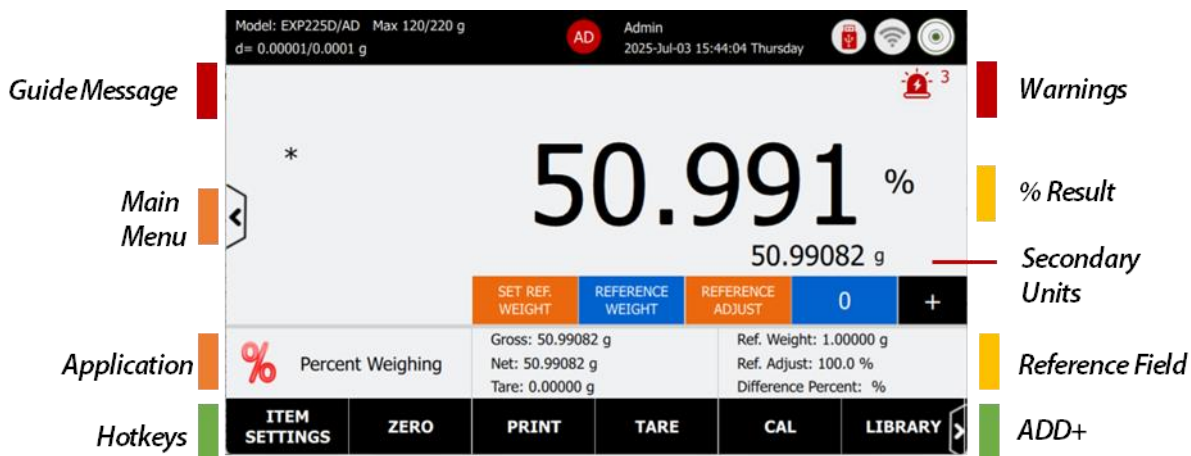 Model: EXP225D/AD Max 120/220 g
d= 0.00001/0.0001 g
AD
Admin
2025-Jul-03 15:44:04 Thursday
Guide Message
3
Warnings
*
50.991 %
% Result
Main
Menu
50.99082 g
Secondary
Units
SET REF.
WEIGHT
REFERENCE
WEIGHT
REFERENCE
ADJUST
0
+
Application
%
Percent Weighing
Gross: 50.99082 g
Net: 50.99082 g
Tare: 0.00000 g
Ref. Weight: 1.00000 g
Ref. Adjust: 100.0 %
Difference Percent: %
Reference Field
Hotkeys
ITEM
SETTINGS
ZERO
PRINT
TARE
CAL
LIBRARY
ADD+